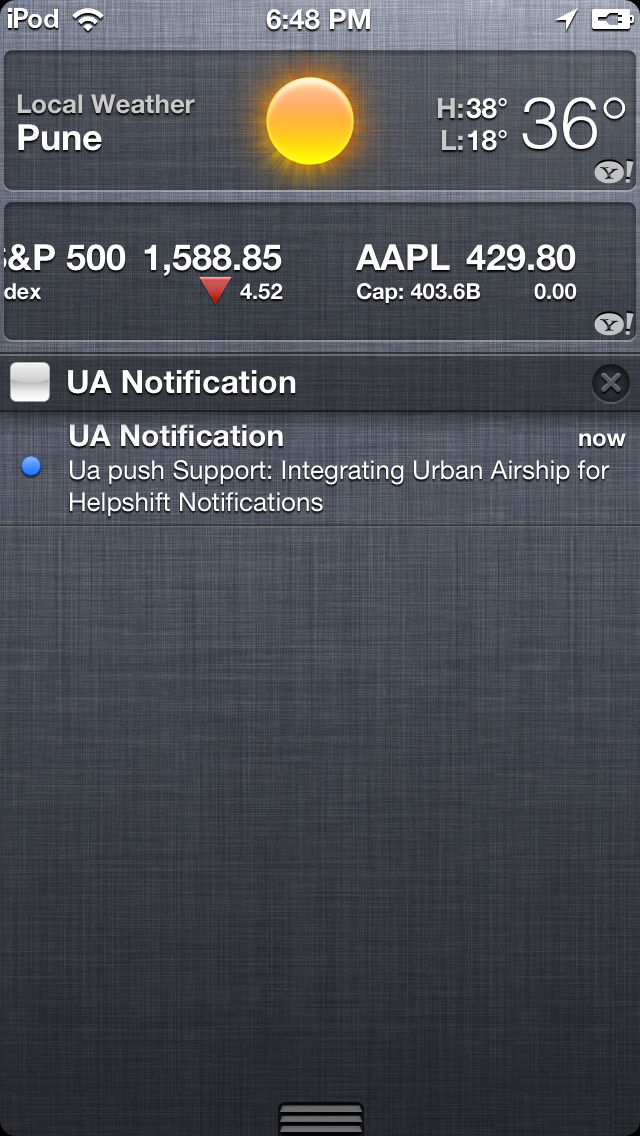 iPod 6:48 PM
Local Weather
Pune
H:38°
L:18°
36°
Y!
&P 500 1,588.85 AAPL 429.80
dex 4.52 Cap: 403.6B 0.00
Y!
UA Notification
UA Notification now
Ua push Support: Integrating Urban Airship for
Helpshift Notifications